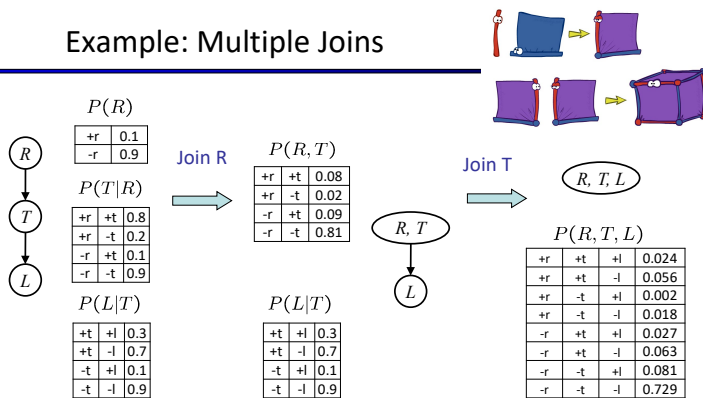 Example: Multiple Joins
P(R)
+r 0.1
-r 0.9
R
T
L
P(T|R)
+r +t 0.8
+r -t 0.2
-r +t 0.1
-r -t 0.9
P(L|T)
+t +l 0.3
+t -l 0.7
-t +l 0.1
-t -l 0.9
Join R
P(R, T)
+r +t 0.08
+r -t 0.02
-r +t 0.09
-r -t 0.81
P(L|T)
+t +l 0.3
+t -l 0.7
-t +l 0.1
-t -l 0.9
R, T
L
Join T
R, T, L
P(R, T, L)
+r +t +l 0.024
+r +t -l 0.056
+r -t +l 0.002
+r -t -l 0.018
-r +t +l 0.027
-r +t -l 0.063
-r -t +l 0.081
-r -t -l 0.729